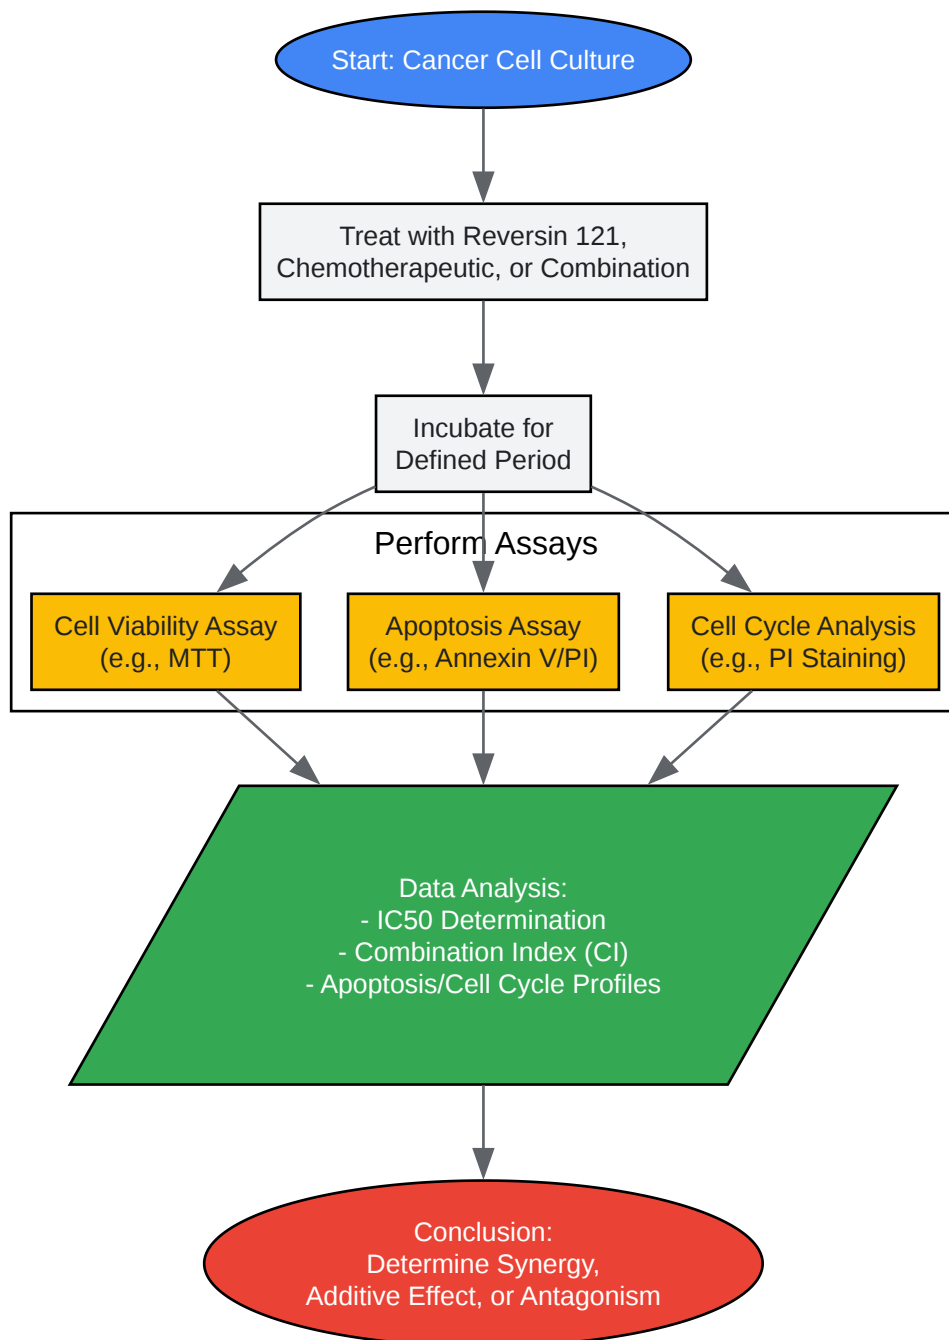 Start: Cancer Cell Culture
Treat with Reversin 121,
Chemotherapeutic, or Combination
Incubate for
Defined Period
Perform Assays
Cell Viability Assay
(e.g., MTT)
Apoptosis Assay
(e.g., Annexin V/PI)
Cell Cycle Analysis
(e.g., PI Staining)
Data Analysis:
- IC50 Determination
- Combination Index (CI)
- Apoptosis/Cell Cycle Profiles
Conclusion:
Determine Synergy,
Additive Effect, or Antagonism